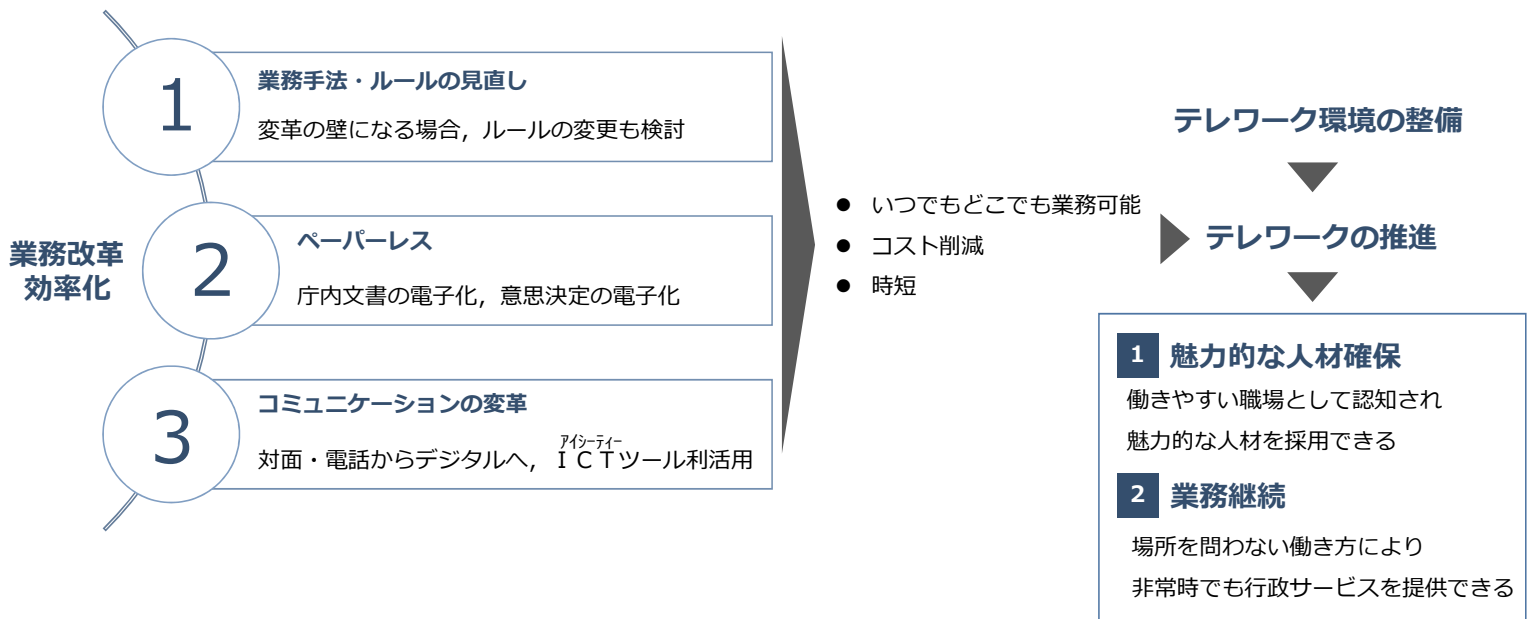 業務改革
効率化
1
業務手法・ルールの見直し
変革の壁になる場合，ルールの変更も検討
2
ペーパーレス
庁内文書の電子化，意思決定の電子化
3
コミュニケーションの変革
アイシーティー
対面・電話からデジタルへ，ＩＣＴツール利活用
● いつでもどこでも業務可能
● コスト削減
● 時短
テレワーク環境の整備
テレワークの推進
1 魅力的な人材確保
働きやすい職場として認知され
魅力的な人材を採用できる
2 業務継続
場所を問わない働き方により
非常時でも行政サービスを提供できる